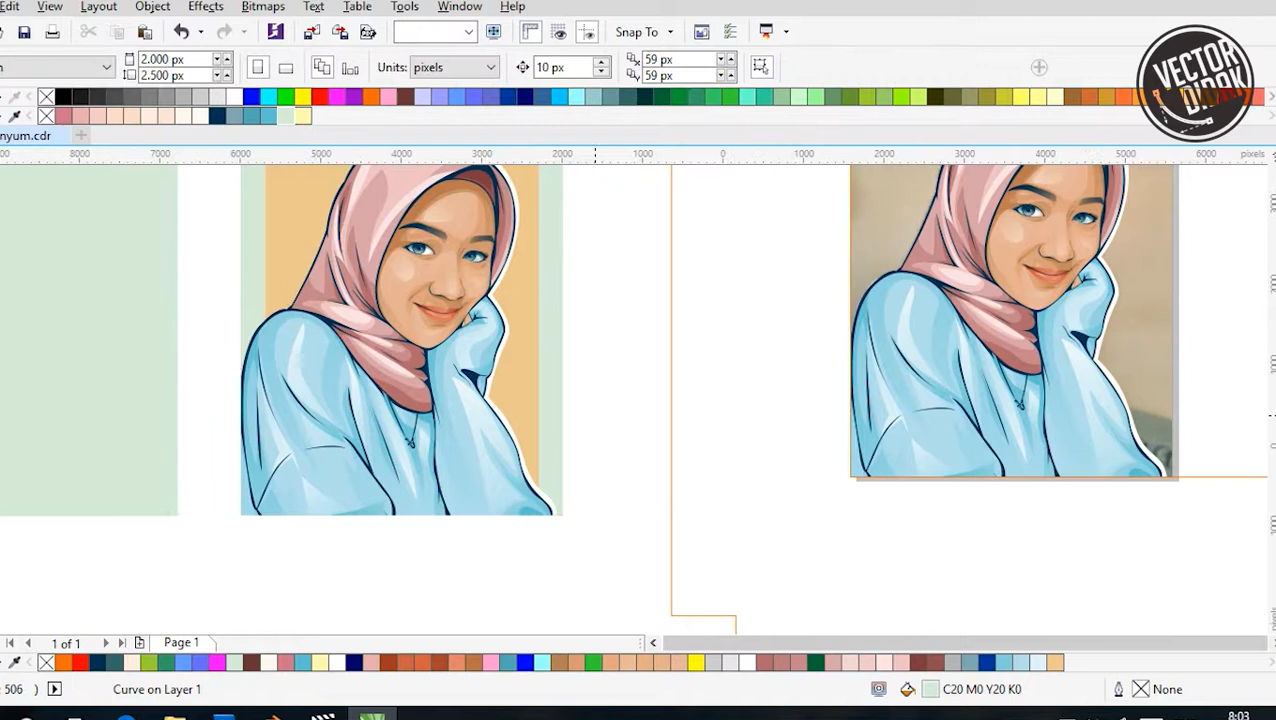 Edit View Layout Object Effects Bitmaps Text Table Tools Window Help
Snap To
2.000 px
2.500 px
Units: pixels
10 px
59 px
59 px
VECTOR
DIDAK
nyum.cdr
8000 7000 6000 5000 4000 3000 2000 1000 0 1000 2000 3000 4000 5000 6000 pixels
1 of 1
Page 1
506 )
Curve on Layer 1
C20 M0 Y20 K0
None
8:03